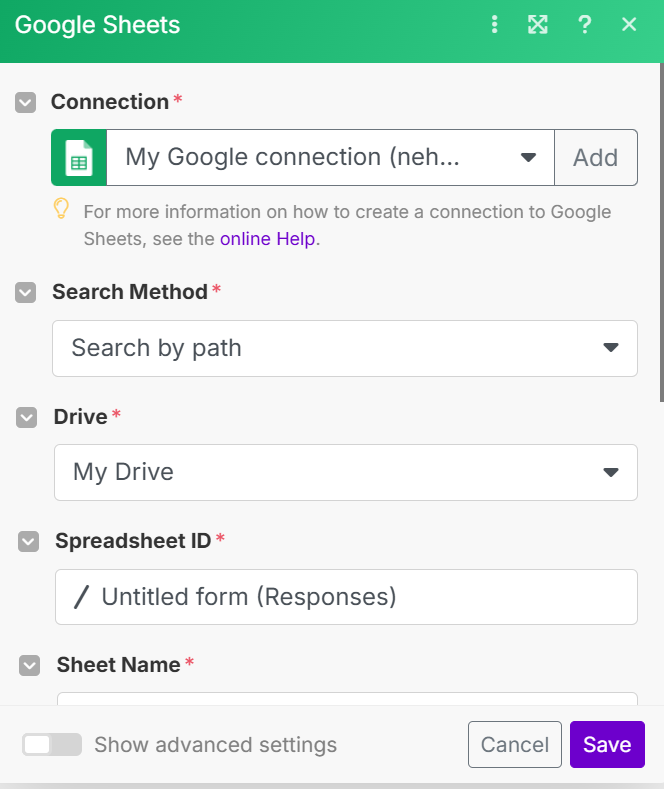 Google Sheets
Connection *
My Google connection (neh...
Add
For more information on how to create a connection to Google
Sheets, see the online Help.
Search Method *
Search by path
Drive *
My Drive
Spreadsheet ID *
/ Untitled form (Responses)
Sheet Name *
Show advanced settings
Cancel
Save